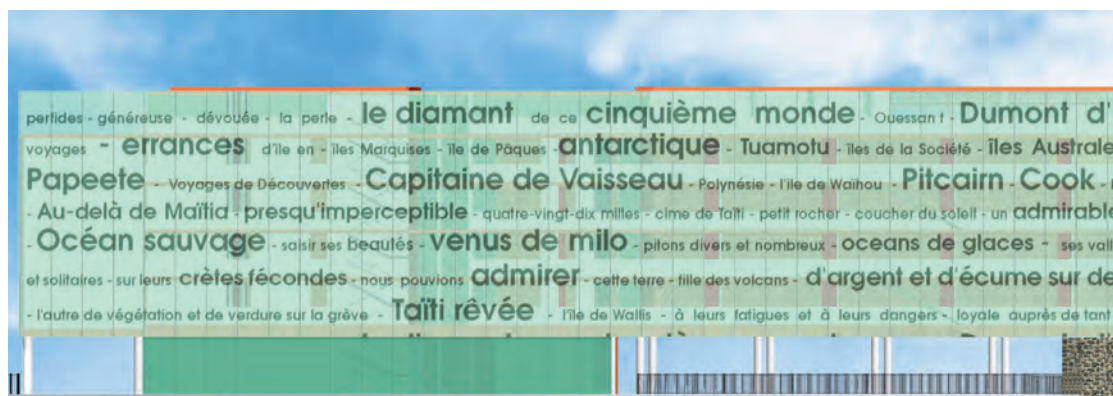 perfides - généreuse - dévouée - la perle - le diamant de ce cinquième monde - Ouessan t - Dumont d'
voyages - errances d'île en - îles Marquises - île de Pâques - antarctique - Tuamotu - îles de la Société - îles Australe
Papeete - Voyages de Découvertes - Capitaine de Vaisseau - Polynésie - l'île de Waïhou - Pitcairn - Cook -
- Au-delà de Maïtia - presqu'imperceptible - quatre-vingt-dix milles - cime de Taïti - petit rocher - coucher du soleil - un admirable
- Océan sauvage - saisir ses beautés - venus de milo - pitons divers et nombreux - oceans de glaces - ses vall
et solitaires - sur leurs crètes fécondes - nous pouvions admirer - cette terre - fille des volcans - d'argent et d'écume sur de
- l'autre de végétation et de verdure sur la grève - Taïti rêvée - l'île de Wallis - à leurs fatigues et à leurs dangers - loyale auprès de tant